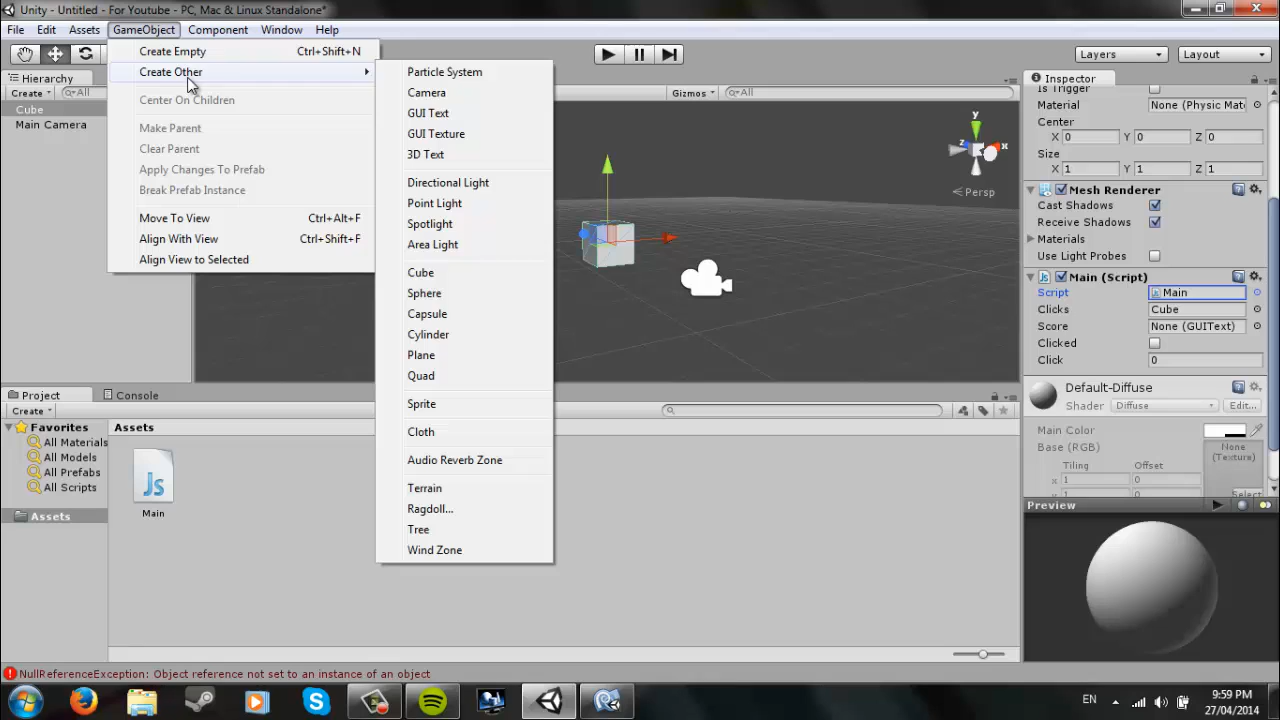 Unity - Untitled - For Youtube - PC, Mac & Linux Standalone*
File Edit Assets GameObject Component Window Help
Create Empty Ctrl+Shift+N
Create Other
Center On Children
Make Parent
Clear Parent
Apply Changes To Prefab
Break Prefab Instance
Move To View Ctrl+Alt+F
Align With View Ctrl+Shift+F
Align View to Selected
Particle System
Camera
GUI Text
GUI Texture
3D Text
Directional Light
Point Light
Spotlight
Area Light
Cube
Sphere
Capsule
Cylinder
Plane
Quad
Sprite
Cloth
Audio Reverb Zone
Terrain
Ragdoll...
Tree
Wind Zone
Layers Layout
Hierarchy
Create All
Cube
Main Camera
Gizmos All
y
z x
Persp
Inspector
Is Trigger
Material None (Physic Mat
Center
X 0 Y 0 Z 0
Size
X 1 Y 1 Z 1
Mesh Renderer
Cast Shadows
Receive Shadows
Materials
Use Light Probes
Main (Script)
Script Main
Clicks Cube
Score None (GUIText)
Clicked
Click 0
Default-Diffuse
Shader Diffuse Edit...
Main Color
Base (RGB) None
(Texture)
Tiling Offset
x 1 0
Select
Preview
Project Console
Create
Favorites
All Materials
All Models
All Prefabs
All Scripts
Assets
Assets
Js
Main
NullReferenceException: Object reference not set to an instance of an object
EN
9:59 PM
27/04/2014